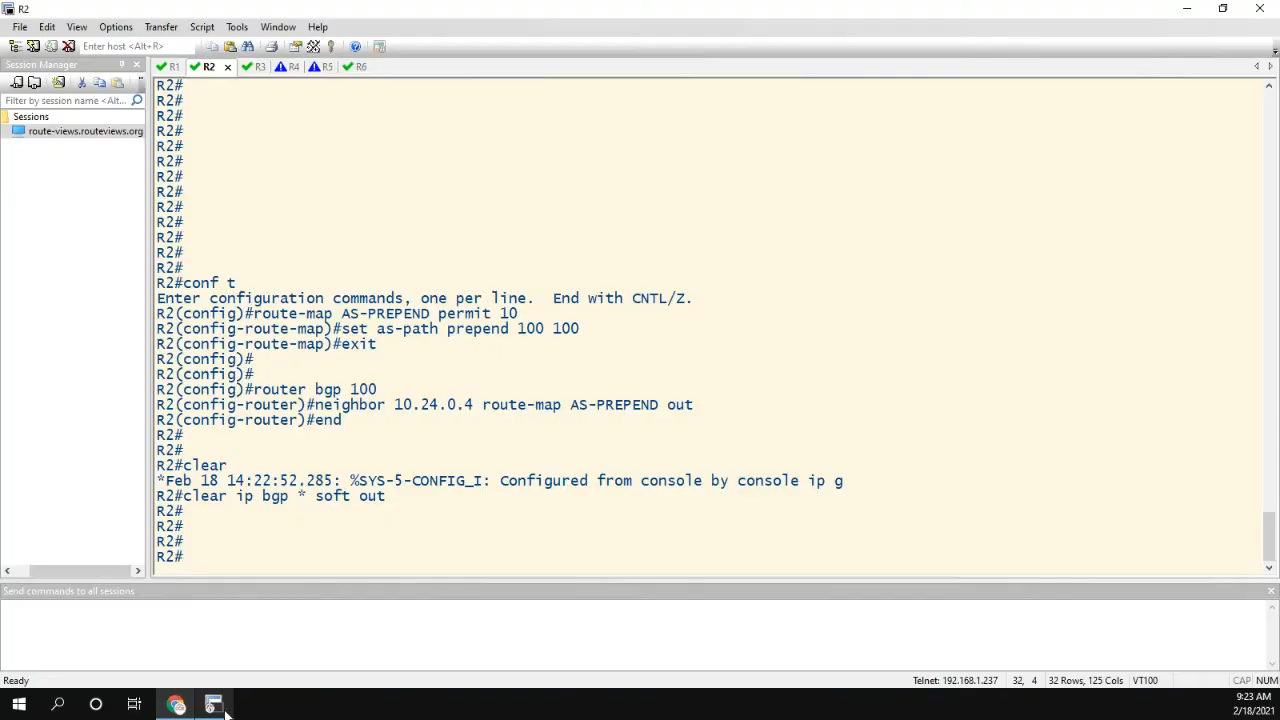 R2
File Edit View Options Transfer Script Tools Window Help
Enter host <Alt+R>
Session Manager
R1 R2 R3 R4 R5 R6
Filter by session name <Alt...
Sessions
route-views.routeviews.org
R2#
R2#
R2#
R2#
R2#
R2#
R2#
R2#
R2#
R2#
R2#
R2#
R2#
R2#conf t
Enter configuration commands, one per line.  End with CNTL/Z.
R2(config)#route-map AS-PREPEND permit 10
R2(config-route-map)#set as-path prepend 100 100
R2(config-route-map)#exit
R2(config)#
R2(config)#
R2(config)#router bgp 100
R2(config-router)#neighbor 10.24.0.4 route-map AS-PREPEND out
R2(config-router)#end
R2#
R2#
R2#clear
*Feb 18 14:22:52.285: %SYS-5-CONFIG_I: Configured from console by console ip g
R2#clear ip bgp * soft out
R2#
R2#
R2#
R2#
Send commands to all sessions
Ready
Telnet: 192.168.1.237 32, 4 32 Rows, 125 Cols VT100 CAP NUM
9:23 AM
2/18/2021